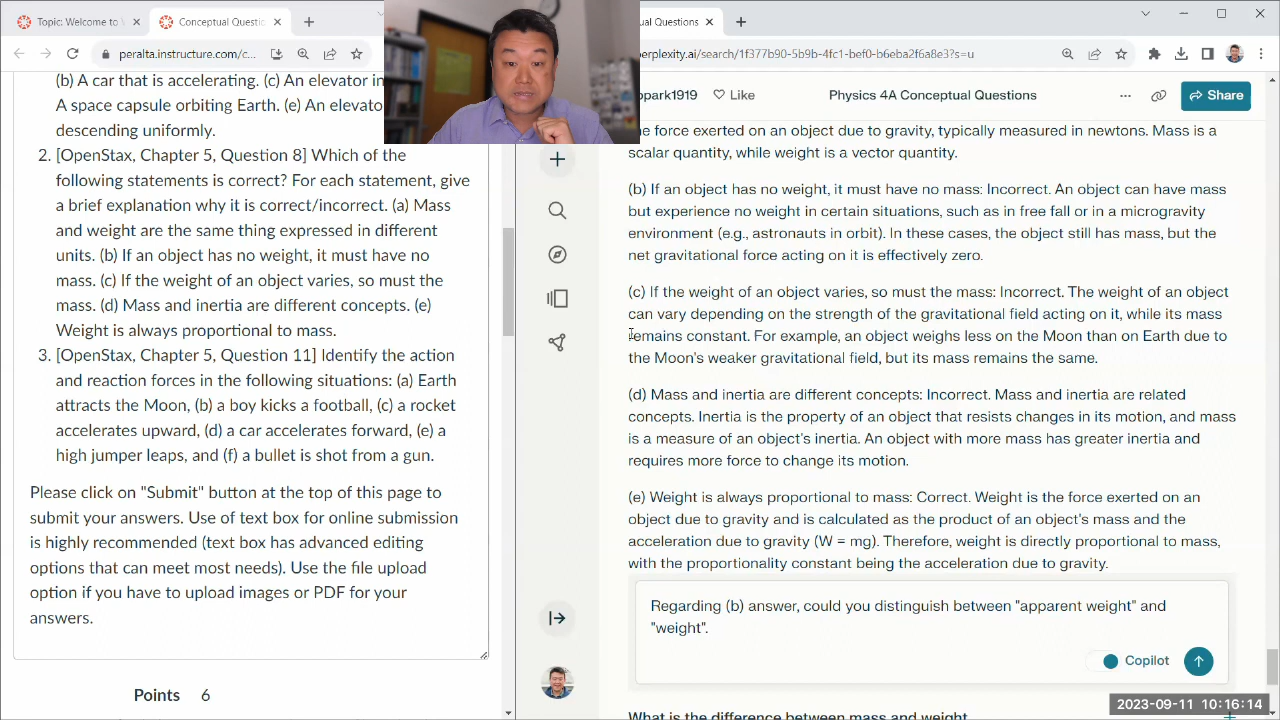 Topic: Welcome to
Conceptual Questio
ual Questions
peralta.instructure.com/c...
erplexity.ai/search/1f377b90-5b9b-4fc1-bef0-b6eba2f6a8e3?s=u
(b) A car that is accelerating. (c) An elevator in
A space capsule orbiting Earth. (e) An elevato
descending uniformly.
2. [OpenStax, Chapter 5, Question 8] Which of the
following statements is correct? For each statement, give
a brief explanation why it is correct/incorrect. (a) Mass
and weight are the same thing expressed in different
units. (b) If an object has no weight, it must have no
mass. (c) If the weight of an object varies, so must the
mass. (d) Mass and inertia are different concepts. (e)
Weight is always proportional to mass.
3. [OpenStax, Chapter 5, Question 11] Identify the action
and reaction forces in the following situations: (a) Earth
attracts the Moon, (b) a boy kicks a football, (c) a rocket
accelerates upward, (d) a car accelerates forward, (e) a
high jumper leaps, and (f) a bullet is shot from a gun.
Please click on "Submit" button at the top of this page to
submit your answers. Use of text box for online submission
is highly recommended (text box has advanced editing
options that can meet most needs). Use the file upload
option if you have to upload images or PDF for your
answers.
Points 6
opark1919 Like Physics 4A Conceptual Questions ... Share
he force exerted on an object due to gravity, typically measured in newtons. Mass is a
scalar quantity, while weight is a vector quantity.
(b) If an object has no weight, it must have no mass: Incorrect. An object can have mass
but experience no weight in certain situations, such as in free fall or in a microgravity
environment (e.g., astronauts in orbit). In these cases, the object still has mass, but the
net gravitational force acting on it is effectively zero.
(c) If the weight of an object varies, so must the mass: Incorrect. The weight of an object
can vary depending on the strength of the gravitational field acting on it, while its mass
remains constant. For example, an object weighs less on the Moon than on Earth due to
the Moon's weaker gravitational field, but its mass remains the same.
(d) Mass and inertia are different concepts: Incorrect. Mass and inertia are related
concepts. Inertia is the property of an object that resists changes in its motion, and mass
is a measure of an object's inertia. An object with more mass has greater inertia and
requires more force to change its motion.
(e) Weight is always proportional to mass: Correct. Weight is the force exerted on an
object due to gravity and is calculated as the product of an object's mass and the
acceleration due to gravity (W = mg). Therefore, weight is directly proportional to mass,
with the proportionality constant being the acceleration due to gravity.
Regarding (b) answer, could you distinguish between "apparent weight" and
"weight".
Copilot
What is the difference between mass and weight
2023-09-11 10:16:14